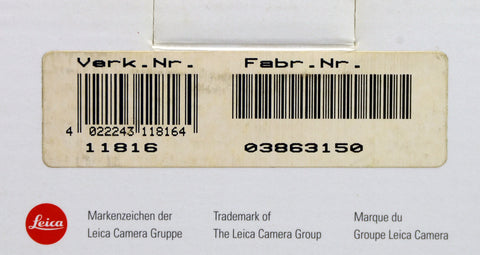 Verk.Nr. Fabr.Nr.
4 022243 118164
11816 03863150
Leica
Markenzeichen der
Leica Camera Gruppe
Trademark of
The Leica Camera Group
Marque du
Groupe Leica Camera